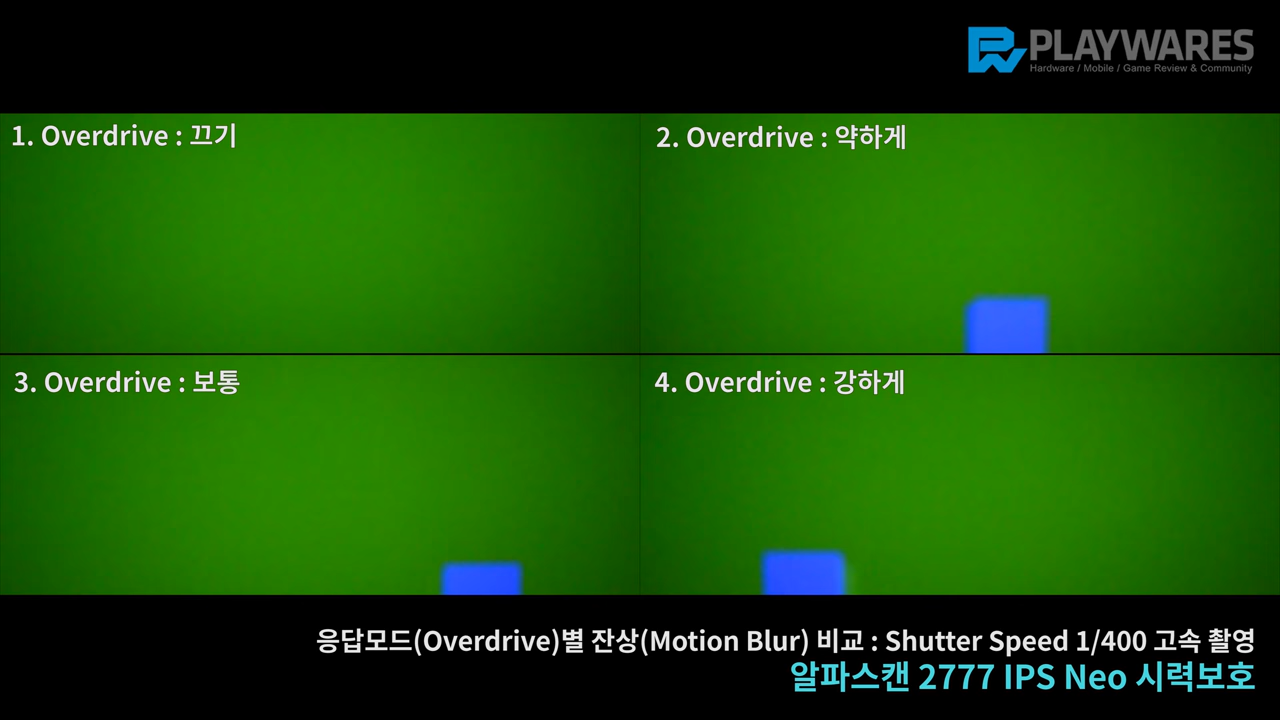 PLAYWARES
Hardware / Mobile / Game Review & Community
1. Overdrive : 끄기
2. Overdrive : 약하게
3. Overdrive : 보통
4. Overdrive : 강하게
응답모드(Overdrive)별 잔상(Motion Blur) 비교 : Shutter Speed 1/400 고속 촬영
알파스캔 2777 IPS Neo 시력보호